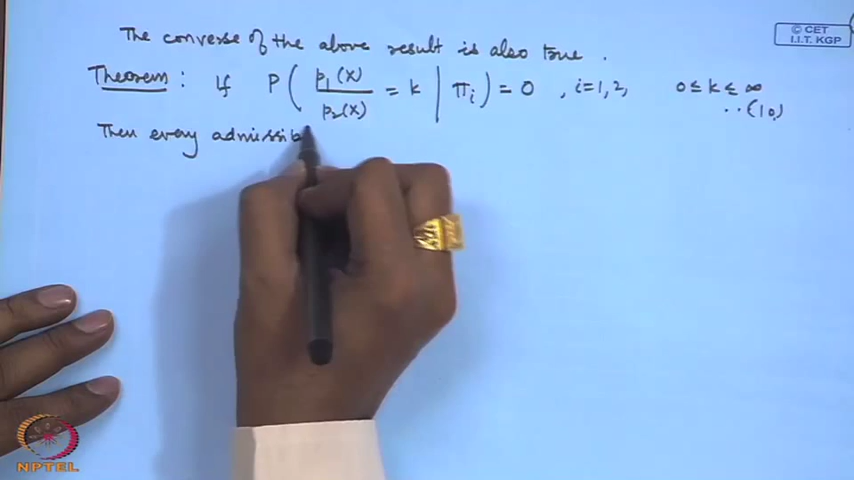 The converse of the above result is also true.
© CET
I.I.T. KGP
Theorem : If P( p₁(X) / p₂(X) = k | πᵢ ) = 0 , i=1,2, 0 ≤ k ≤ ∞
..(10)
Then every admissib
NPTEL